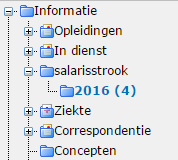 Informatie
Opleidingen
In dienst
salarisstrook
2016 (4)
Ziekte
Correspondentie
Concepten